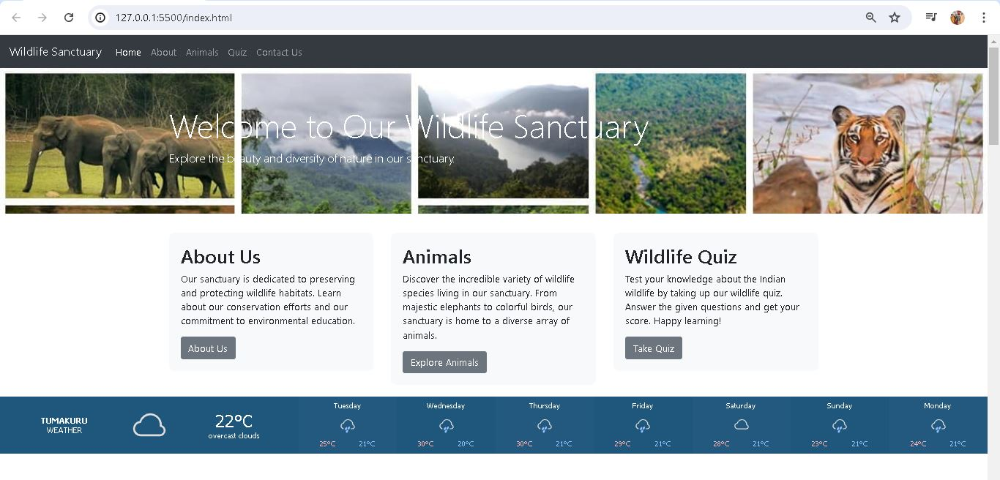 127.0.0.1:5500/index.html
Wildlife Sanctuary Home About Animals Quiz Contact Us
Welcome to Our Wildlife Sanctuary
Explore the beauty and diversity of nature in our sanctuary.
About Us
Our sanctuary is dedicated to preserving
and protecting wildlife habitats. Learn
about our conservation efforts and our
commitment to environmental education.
About Us
Animals
Discover the incredible variety of wildlife
species living in our sanctuary. From
majestic elephants to colorful birds, our
sanctuary is home to a diverse array of
animals.
Explore Animals
Wildlife Quiz
Test your knowledge about the Indian
wildlife by taking up our wildlife quiz.
Answer the given questions and get your
score. Happy learning!
Take Quiz
TUMAKURU
WEATHER
22°C
overcast clouds
Tuesday
25°C 21°C
Wednesday
30°C 20°C
Thursday
30°C 21°C
Friday
29°C 21°C
Saturday
28°C 21°C
Sunday
23°C 21°C
Monday
24°C 21°C